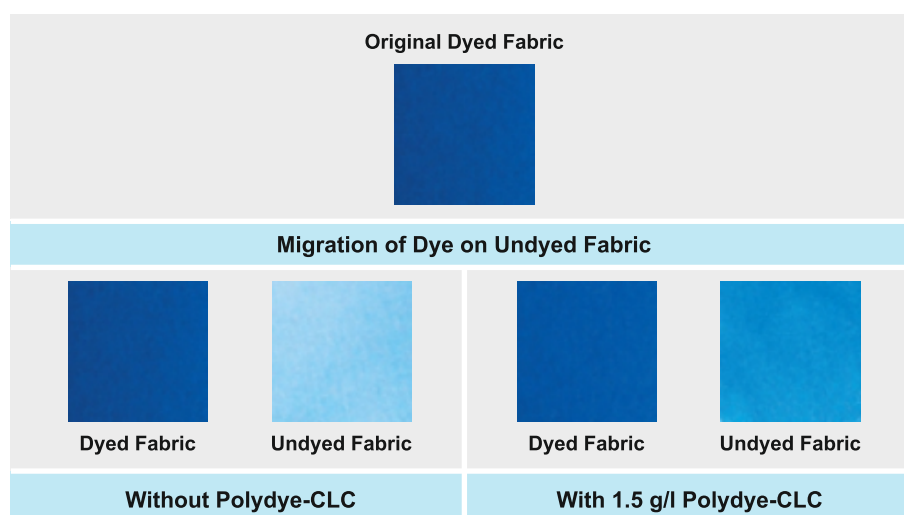 Original Dyed Fabric
Migration of Dye on Undyed Fabric
Dyed Fabric
Undyed Fabric
Dyed Fabric
Undyed Fabric
Without Polydye-CLC
With 1.5 g/l Polydye-CLC